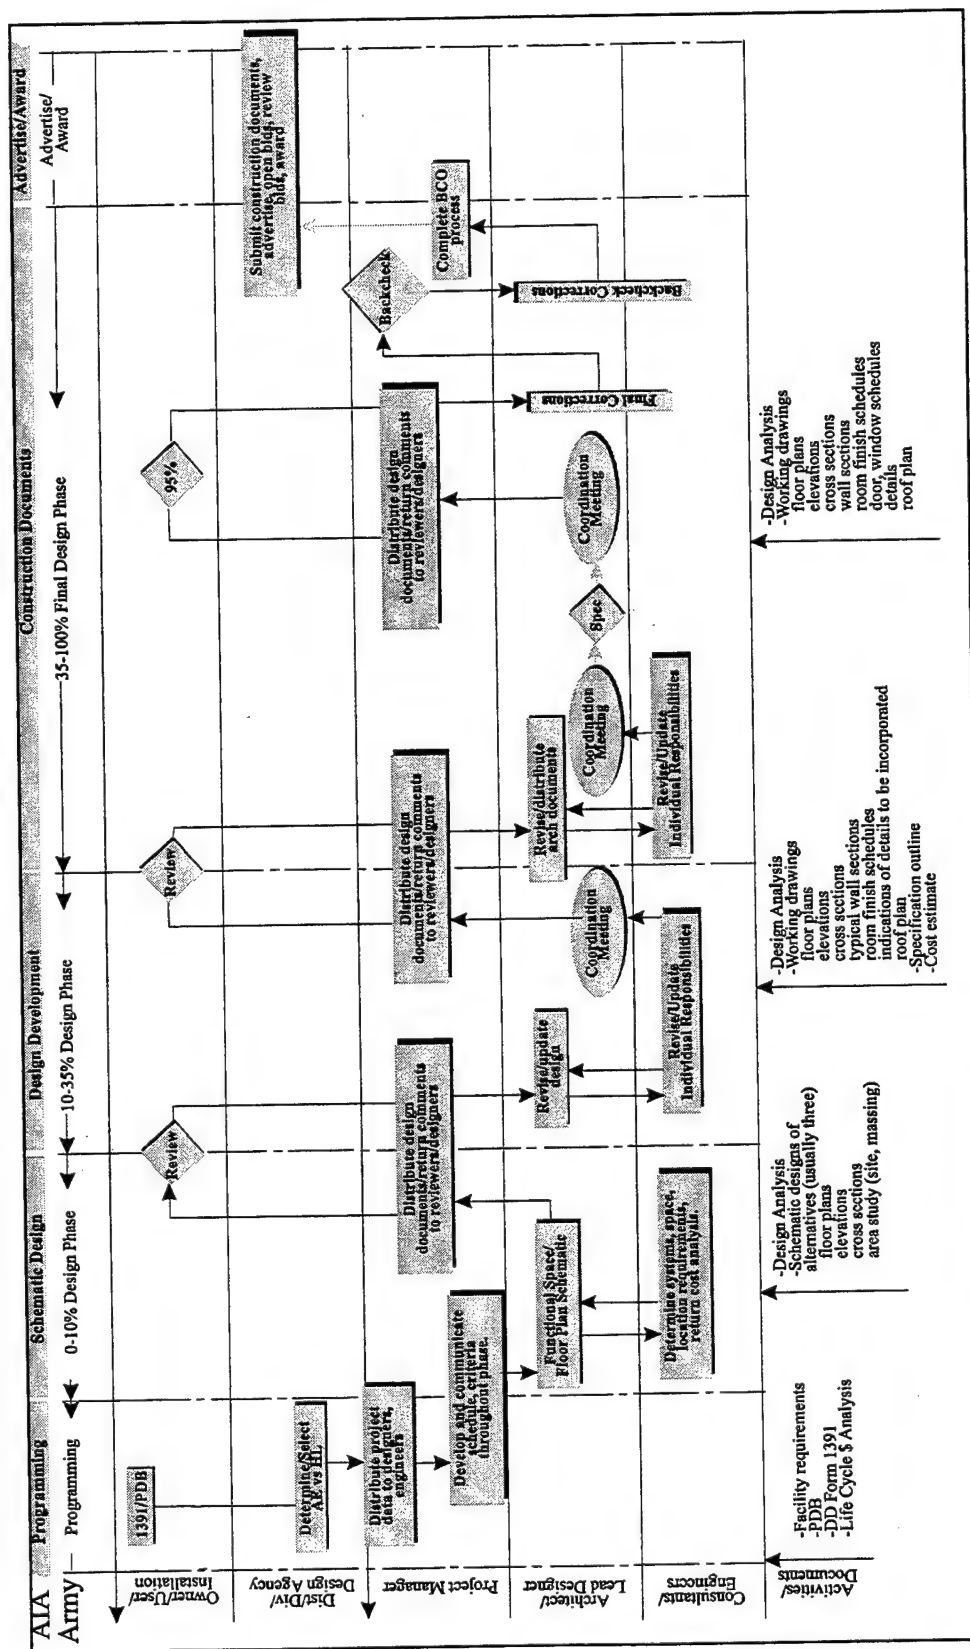 AIA
Programming
Schematic Design
Design Development
Construction Documents
Advertise/Award
Army
Programming
0-10% Design Phase
10-35% Design Phase
35-100% Final Design Phase
Advertise/
Award
Owner/User/
Installation
1391/PDB
Review
Review
95%
Dist/Div/
Design Agency
Determine/Select
AE vs HL
Submit construction documents,
advertise, open bids, review
bids, award
Project Manager
Distribute project
data to designers,
engineers
Develop and communicate
schedule, criteria
throughout phase.
Distribute design
documents/return comments
to reviewers/designers
Distribute design
documents/return comments
to reviewers/designers
Distribute design
documents/return comments
to reviewers/designers
Backcheck
Complete BCO
process
Architect/
Lead Designer
Functional Space/
Floor Plan Schematic
Revise/update
design
Coordination
Meeting
Revise/distribute
arch documents
Coordination
Meeting
Spec
Coordination
Meeting
Final Corrections
Backcheck Corrections
Consultants/
Engineers
Determine systems, space,
location requirements,
return cost analysis.
Revise/Update
Individual Responsibilities
Revise/Update
Individual Responsibilities
Activities/
Documents
-Facility requirements
-PDB
-DD Form 1391
-Life Cycle $ Analysis
-Design Analysis
-Schematic designs of
alternatives (usually three)
floor plans
elevations
cross sections
area study (site, massing)
-Design Analysis
-Working drawings
floor plans
elevations
cross sections
typical wall sections
room finish schedules
indications of details to be incorporated
roof plan
-Specification outline
-Cost estimate
-Design Analysis
-Working drawings
floor plans
elevations
cross sections
wall sections
room finish schedules
door, window schedules
details
roof plan